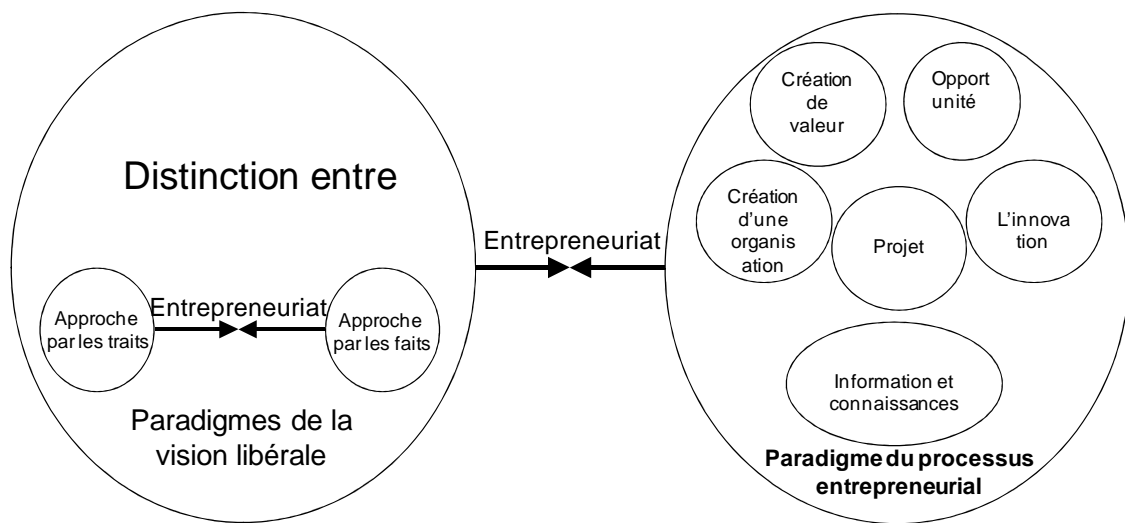 Distinction entre
Entrepreneuriat
Approche
par les traits
Approche
par les faits
Paradigmes de la
vision libérale
Entrepreneuriat
Création
de
valeur
Opport
unité
Création
d'une
organis
ation
Projet
L'innova
tion
Information et
connaissances
Paradigme du processus
entrepreneurial